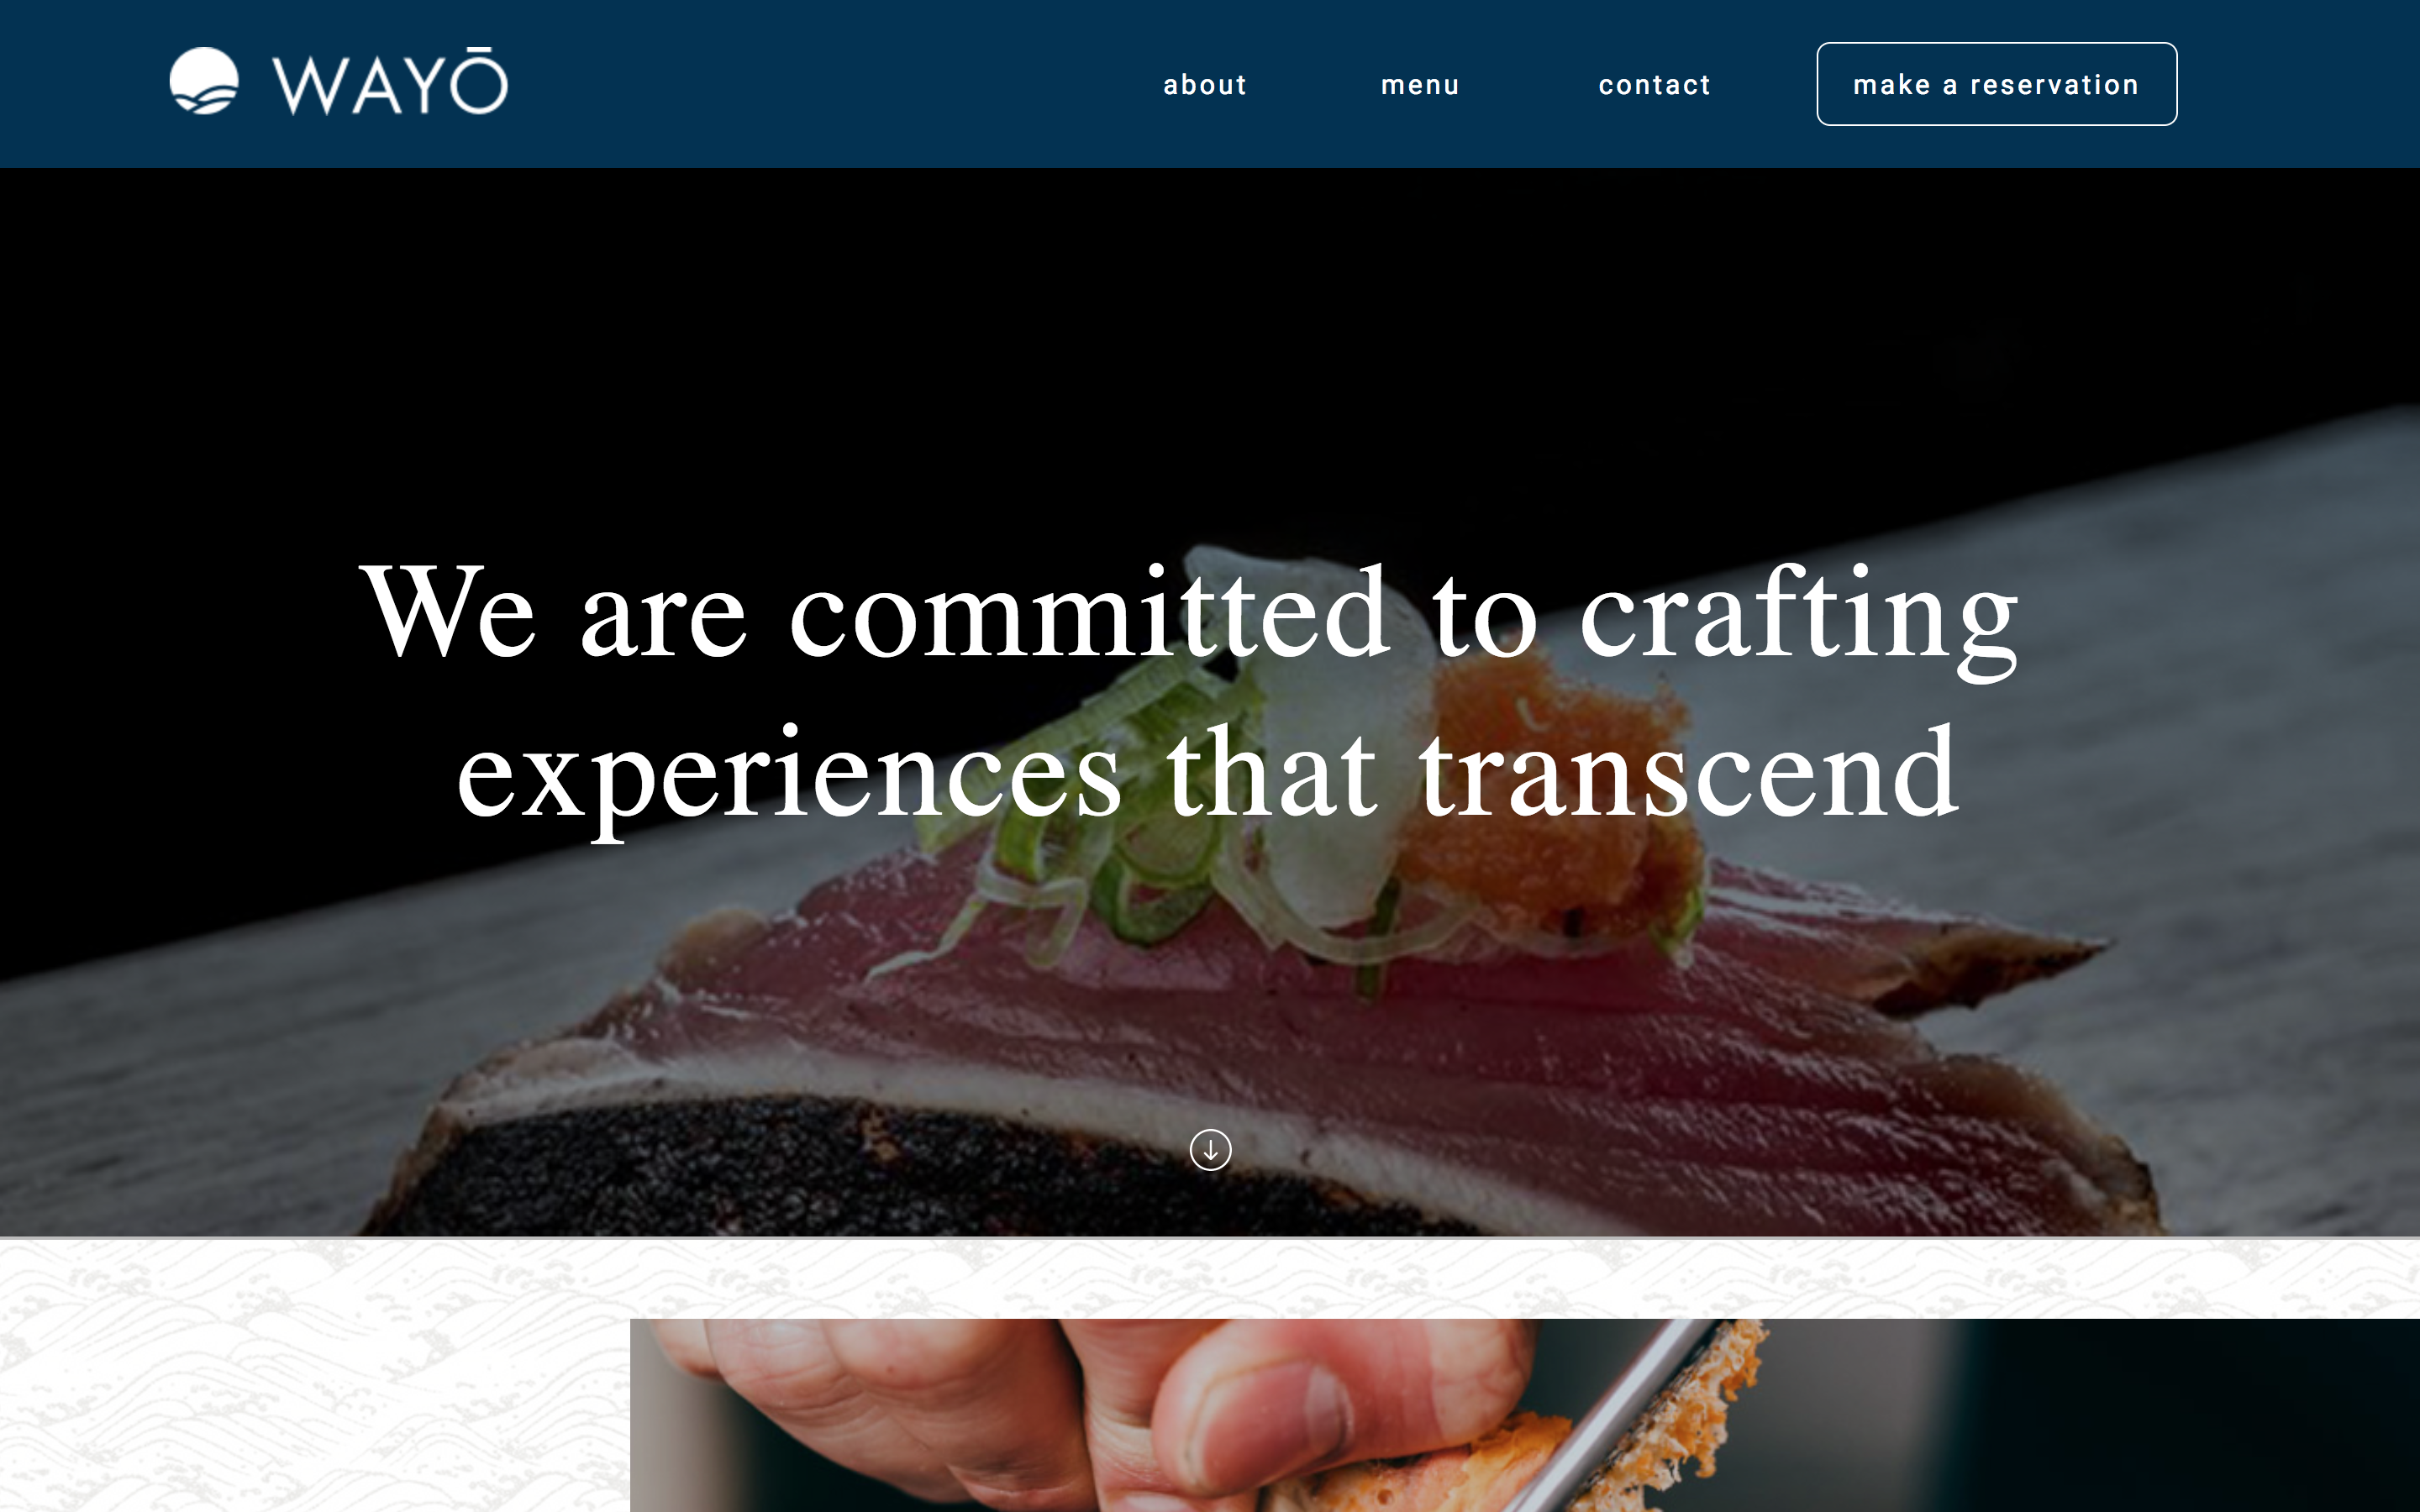 WAYŌ
about menu contact make a reservation
We are committed to crafting
experiences that transcend